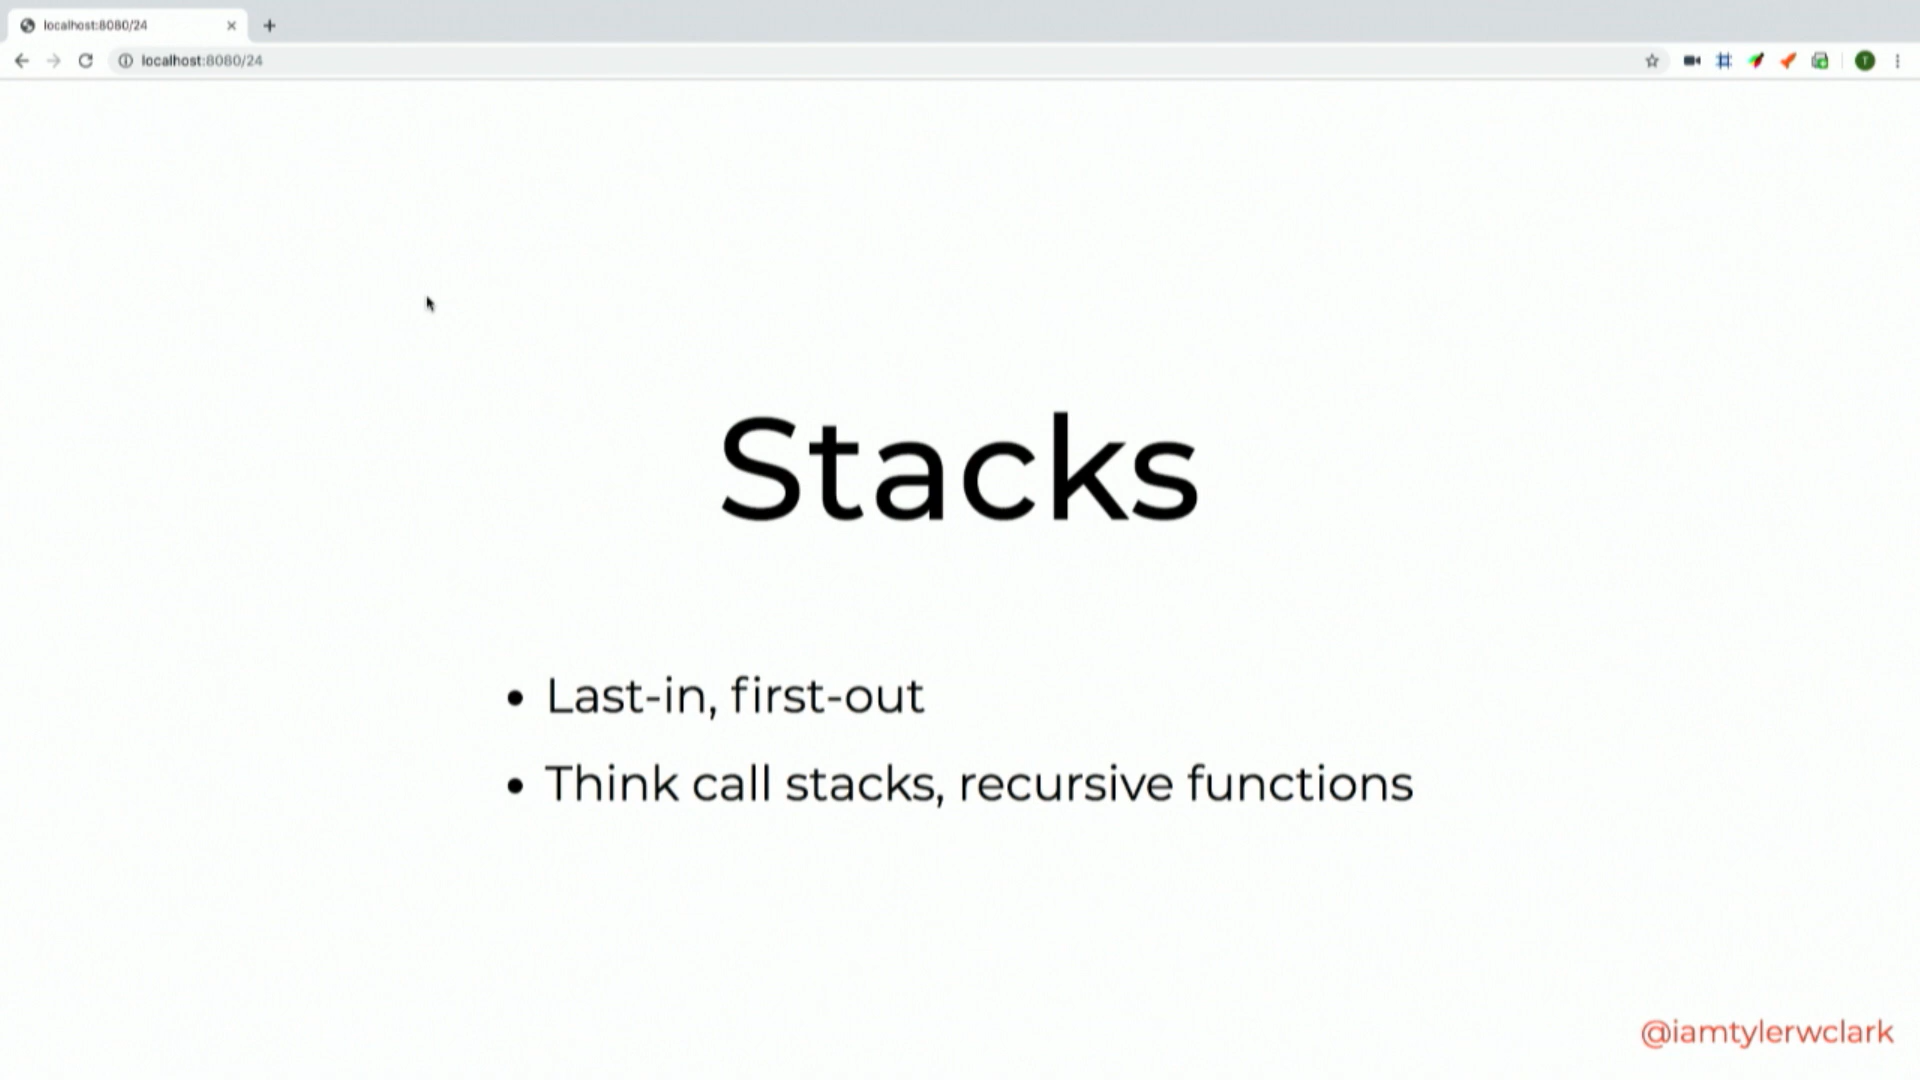 localhost:8080/24
localhost:8080/24
Stacks
• Last-in, first-out
• Think call stacks, recursive functions
@iamtylerwclark